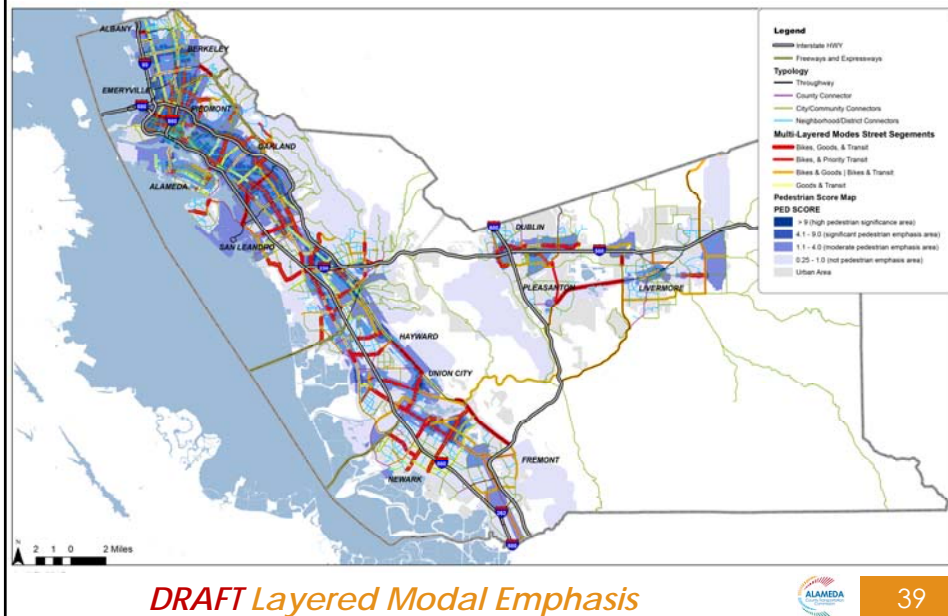 ALBANY
BERKELEY
80
EMERYVILLE
PIEDMONT
OAKLAND
ALAMEDA
SAN LEANDRO
DUBLIN
PLEASANTON
LIVERMORE
HAYWARD
UNION CITY
FREMONT
NEWARK
Legend
Interstate HWY
Freeways and Expressways
Typology
Throughway
County Connector
City/Community Connectors
Neighborhood/District Connectors
Multi-Layered Modes Street Segements
Bikes, Goods, & Transit
Bikes, & Priority Transit
Bikes & Goods | Bikes & Transit
Goods & Transit
Pedestrian Score Map
PED SCORE
> 9 (high pedestrian significance area)
4.1 - 9.0 (significant pedestrian emphasis area)
1.1 - 4.0 (moderate pedestrian emphasis area)
0.25 - 1.0 (not pedestrian emphasis area)
Urban Area
N
2 1 0 2 Miles
DRAFT Layered Modal Emphasis
ALAMEDA
County Transportation
Commission
39